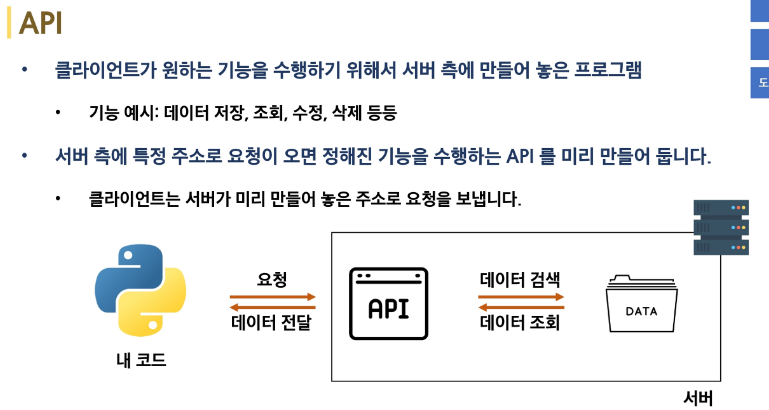 API
• 클라이언트가 원하는 기능을 수행하기 위해서 서버 측에 만들어 놓은 프로그램
• 기능 예시: 데이터 저장, 조회, 수정, 삭제 등등
• 서버 측에 특정 주소로 요청이 오면 정해진 기능을 수행하는 API 를 미리 만들어 둡니다.
• 클라이언트는 서버가 미리 만들어 놓은 주소로 요청을 보냅니다.
요청
데이터 전달
API
데이터 검색
데이터 조회
DATA
내 코드
서버
도